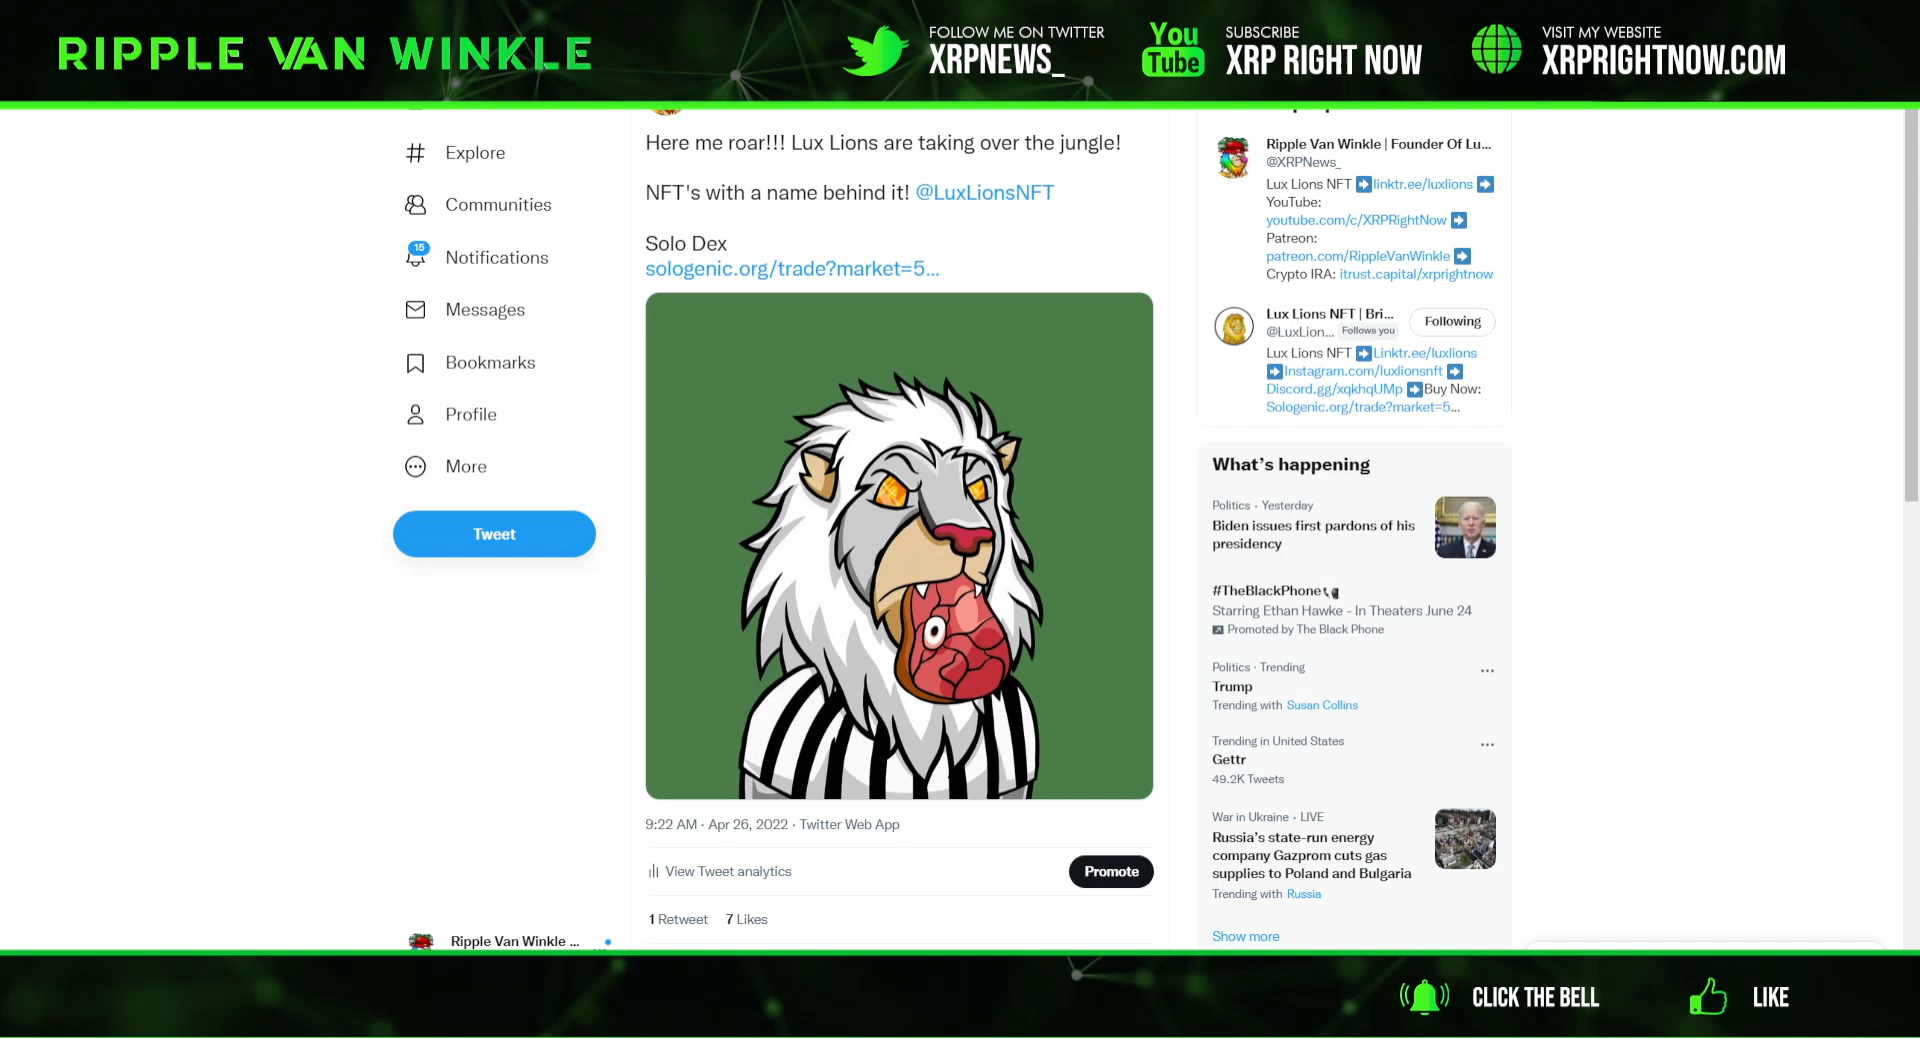 RIPPLE VAN WINKLE
FOLLOW ME ON TWITTER
XRPNEWS_
You
Tube
SUBSCRIBE
XRP RIGHT NOW
VISIT MY WEBSITE
XRPRIGHTNOW.COM
Explore
Communities
15
Notifications
Messages
Bookmarks
Profile
More
Tweet
Ripple Van Winkle ...
Here me roar!!! Lux Lions are taking over the jungle!
NFT's with a name behind it! @LuxLionsNFT
Solo Dex
sologenic.org/trade?market=5...
9:22 AM · Apr 26, 2022 · Twitter Web App
View Tweet analytics
Promote
1 Retweet 7 Likes
Ripple Van Winkle | Founder Of Lu...
@XRPNews_
Lux Lions NFT ➡linktr.ee/luxlions ➡
YouTube:
youtube.com/c/XRPRightNow ➡
Patreon:
patreon.com/RippleVanWinkle ➡
Crypto IRA: itrust.capital/xrprightnow
Lux Lions NFT | Bri...
Following
@LuxLion... Follows you
Lux Lions NFT ➡Linktr.ee/luxlions
➡Instagram.com/luxlionsnft ➡
Discord.gg/xqkhqUMp ➡Buy Now:
Sologenic.org/trade?market=5...
What's happening
Politics · Yesterday
Biden issues first pardons of his
presidency
#TheBlackPhone
Starring Ethan Hawke - In Theaters June 24
Promoted by The Black Phone
Politics · Trending
Trump
Trending with Susan Collins
Trending in United States
Gettr
49.2K Tweets
War in Ukraine · LIVE
Russia's state-run energy
company Gazprom cuts gas
supplies to Poland and Bulgaria
Trending with Russia
Show more
CLICK THE BELL
LIKE